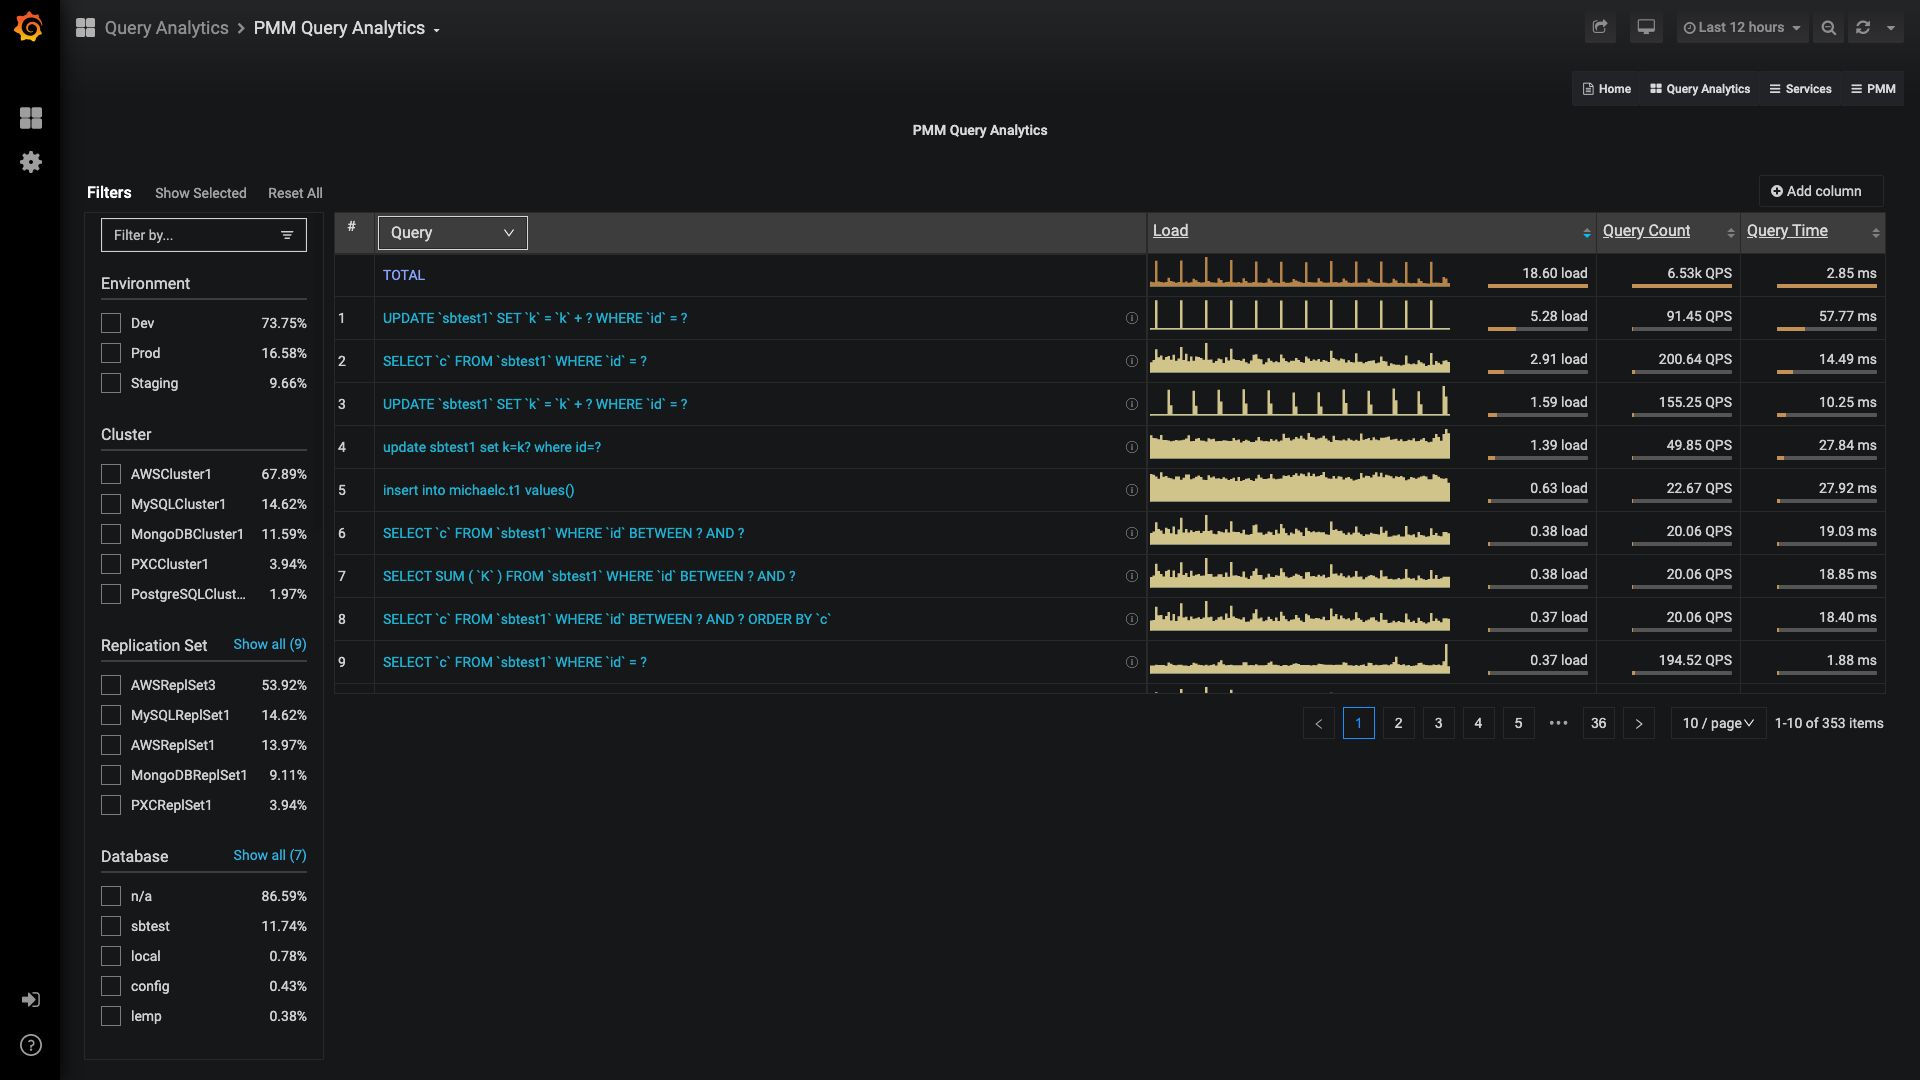 Query Analytics > PMM Query Analytics
Last 12 hours
Home Query Analytics Services PMM
PMM Query Analytics
Filters Show Selected Reset All
Add column
Filter by...
Environment
Dev 73.75%
Prod 16.58%
Staging 9.66%
Cluster
AWSCluster1 67.89%
MySQLCluster1 14.62%
MongoDBCluster1 11.59%
PXCCluster1 3.94%
PostgreSQLClust... 1.97%
Replication Set Show all (9)
AWSReplSet3 53.92%
MySQLReplSet1 14.62%
AWSReplSet1 13.97%
MongoDBReplSet1 9.11%
PXCReplSet1 3.94%
Database Show all (7)
n/a 86.59%
sbtest 11.74%
local 0.78%
config 0.43%
lemp 0.38%
# Query Load Query Count Query Time
TOTAL 18.60 load 6.53k QPS 2.85 ms
1 UPDATE `sbtest1` SET `k` = `k` + ? WHERE `id` = ? 5.28 load 91.45 QPS 57.77 ms
2 SELECT `c` FROM `sbtest1` WHERE `id` = ? 2.91 load 200.64 QPS 14.49 ms
3 UPDATE `sbtest1` SET `k` = `k` + ? WHERE `id` = ? 1.59 load 155.25 QPS 10.25 ms
4 update sbtest1 set k=k? where id=? 1.39 load 49.85 QPS 27.84 ms
5 insert into michaelc.t1 values() 0.63 load 22.67 QPS 27.92 ms
6 SELECT `c` FROM `sbtest1` WHERE `id` BETWEEN ? AND ? 0.38 load 20.06 QPS 19.03 ms
7 SELECT SUM ( `K` ) FROM `sbtest1` WHERE `id` BETWEEN ? AND ? 0.38 load 20.06 QPS 18.85 ms
8 SELECT `c` FROM `sbtest1` WHERE `id` BETWEEN ? AND ? ORDER BY `c` 0.37 load 20.06 QPS 18.40 ms
9 SELECT `c` FROM `sbtest1` WHERE `id` = ? 0.37 load 194.52 QPS 1.88 ms
< 1 2 3 4 5 ••• 36 > 10 / page 1-10 of 353 items